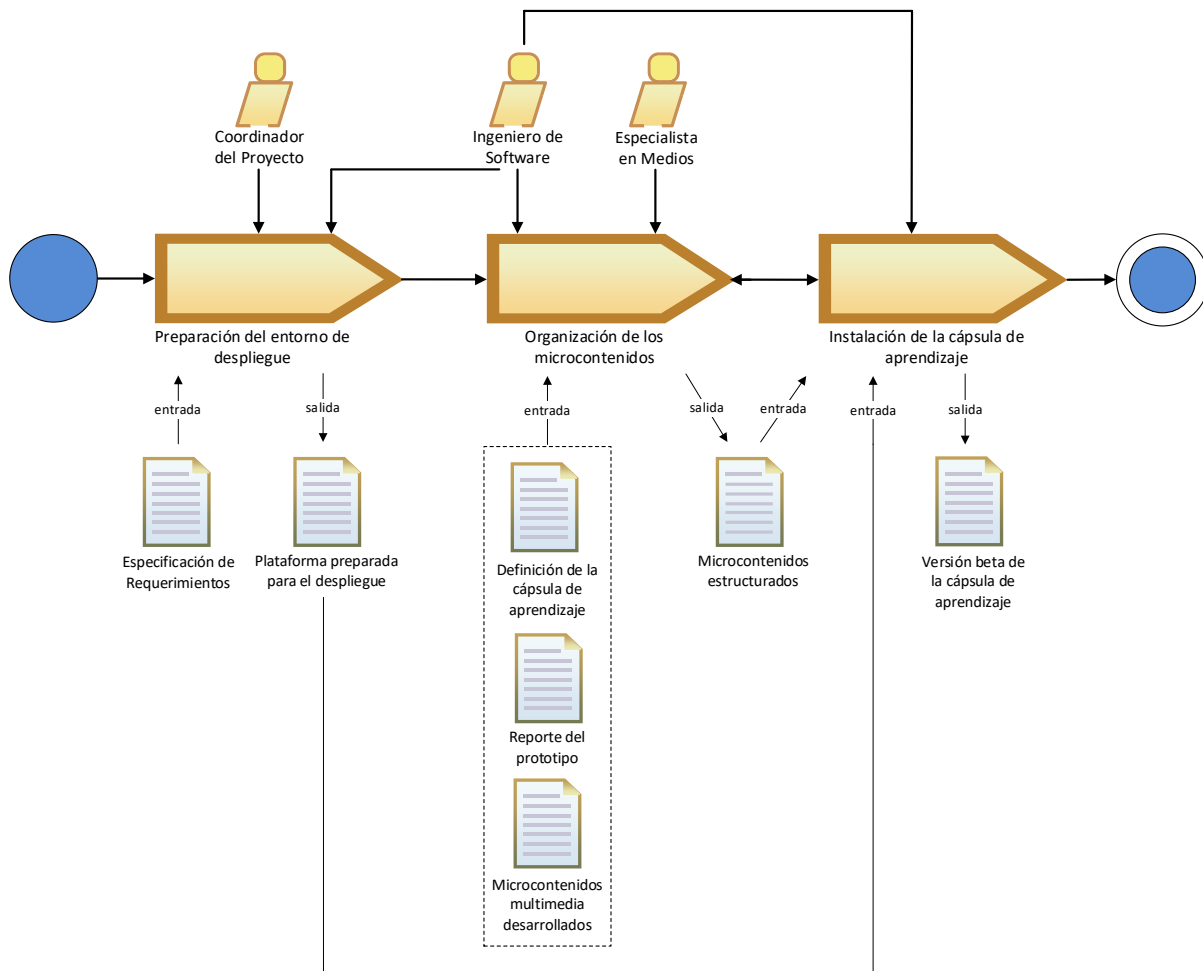 Coordinador
del Proyecto
Ingeniero de
Software
Especialista
en Medios
Preparación del entorno de
despliegue
Organización de los
microcontenidos
Instalación de la cápsula de
aprendizaje
entrada
salida
entrada
salida
entrada
entrada
salida
Especificación de
Requerimientos
Plataforma preparada
para el despliegue
Definición de la
cápsula de
aprendizaje
Microcontenidos
estructurados
Versión beta de
la cápsula de
aprendizaje
Reporte del
prototipo
Microcontenidos
multimedia
desarrollados